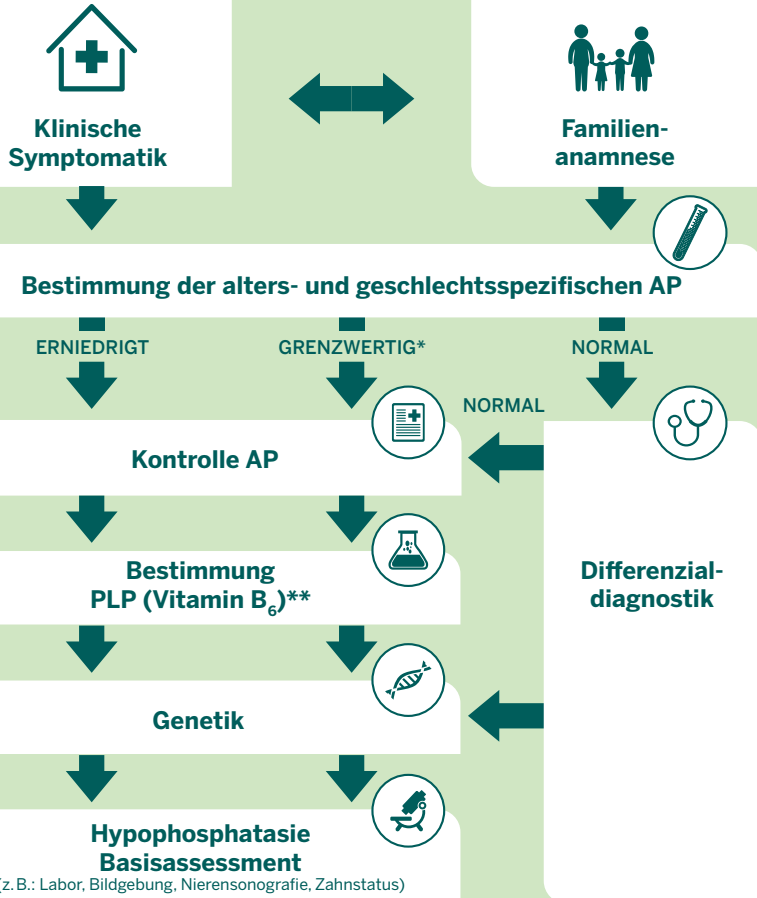 Klinische
Symptomatik
Familien-
anamnese
Bestimmung der alters- und geschlechtsspezifischen AP
ERNIEDRIGT
GRENZWERTIG*
NORMAL
NORMAL
Kontrolle AP
Bestimmung
PLP (Vitamin B₆)**
Differenzial-
diagnostik
Genetik
Hypophosphatasie
Basisassessment
(z. B.: Labor, Bildgebung, Nierensonografie, Zahnstatus)